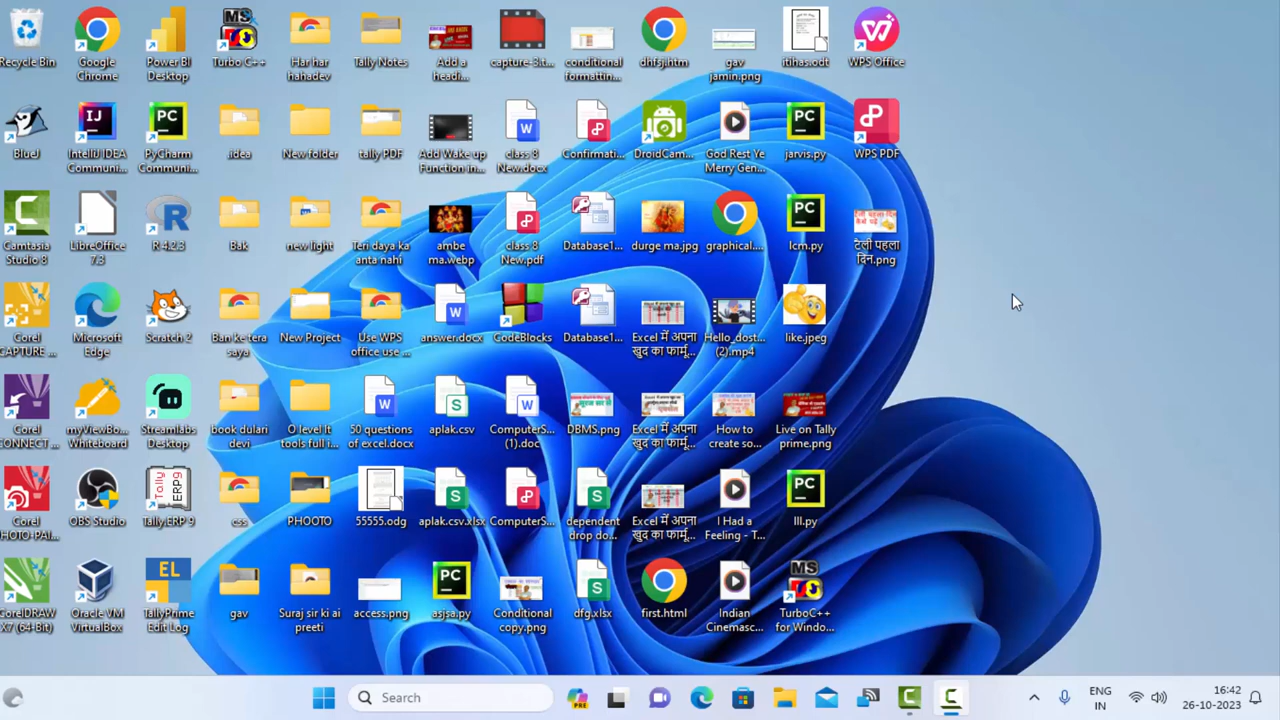 Recycle Bin
Google
Chrome
Power BI
Desktop
Turbo C++
Har har
hahadev
Tally Notes
Add a
headi...
capture-3.t...
conditional
formattin...
dhfsj.htm
gav
jamin.png
itihas.odt
WPS Office
BlueJ
IntelliJ IDEA
Communi...
PyCharm
Communi...
.idea
New folder
tally PDF
Add Wake up
Function in...
class 8
New.docx
Confirmati...
DroidCam...
God Rest Ye
Merry Gen...
jarvis.py
WPS PDF
Camtasia
Studio 8
LibreOffice
7.3
R 4.2.3
Bak
new light
Teri daya ka
anta nahi
ambe
ma.webp
class 8
New.pdf
Database1...
durge ma.jpg
graphical....
lcm.py
टैली पहला
दिन.png
Corel
CAPTURE ...
Microsoft
Edge
Scratch 2
Ban ke tera
saya
New Project
Use WPS
office use ...
answer.docx
CodeBlocks
Database1...
Excel में अपना
खुद का फार्मू...
Hello_dost...
(2).mp4
like.jpeg
Corel
CONNECT ...
myViewBo...
Whiteboard
Streamlabs
Desktop
book dulari
devi
O level it
tools full i...
50 questions
of excel.docx
aplak.csv
ComputerS...
(1).doc
DBMS.png
Excel में अपना
खुद का फार्मू...
How to
create so...
Live on Tally
prime.png
Corel
PHOTO-PAI...
OBS Studio
Tally.ERP 9
css
PHOOTO
55555.odg
aplak.csv.xlsx
ComputerS...
dependent
drop do...
Excel में अपना
खुद का फार्मू...
I Had a
Feeling - T...
lll.py
CorelDRAW
X7 (64-Bit)
Oracle VM
VirtualBox
TallyPrime
Edit Log
gav
Suraj sir ki ai
preeti
access.png
asjsa.py
Conditional
copy.png
dfg.xlsx
first.html
Indian
Cinemasc...
TurboC++
for Windo...
Search
ENG
IN
16:42
26-10-2023